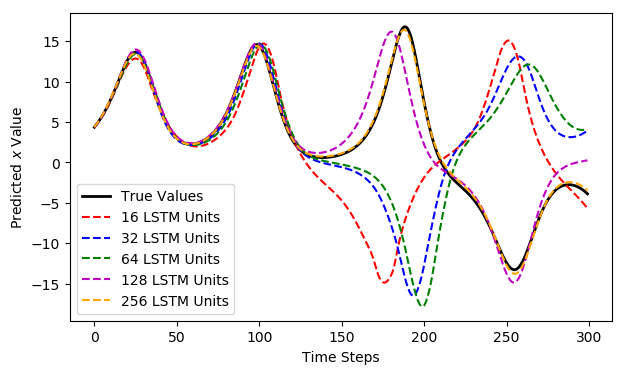 15
10
5
0
−5
−10
−15
Predicted x Value
True Values
16 LSTM Units
32 LSTM Units
64 LSTM Units
128 LSTM Units
256 LSTM Units
0 50 100 150 200 250 300
Time Steps